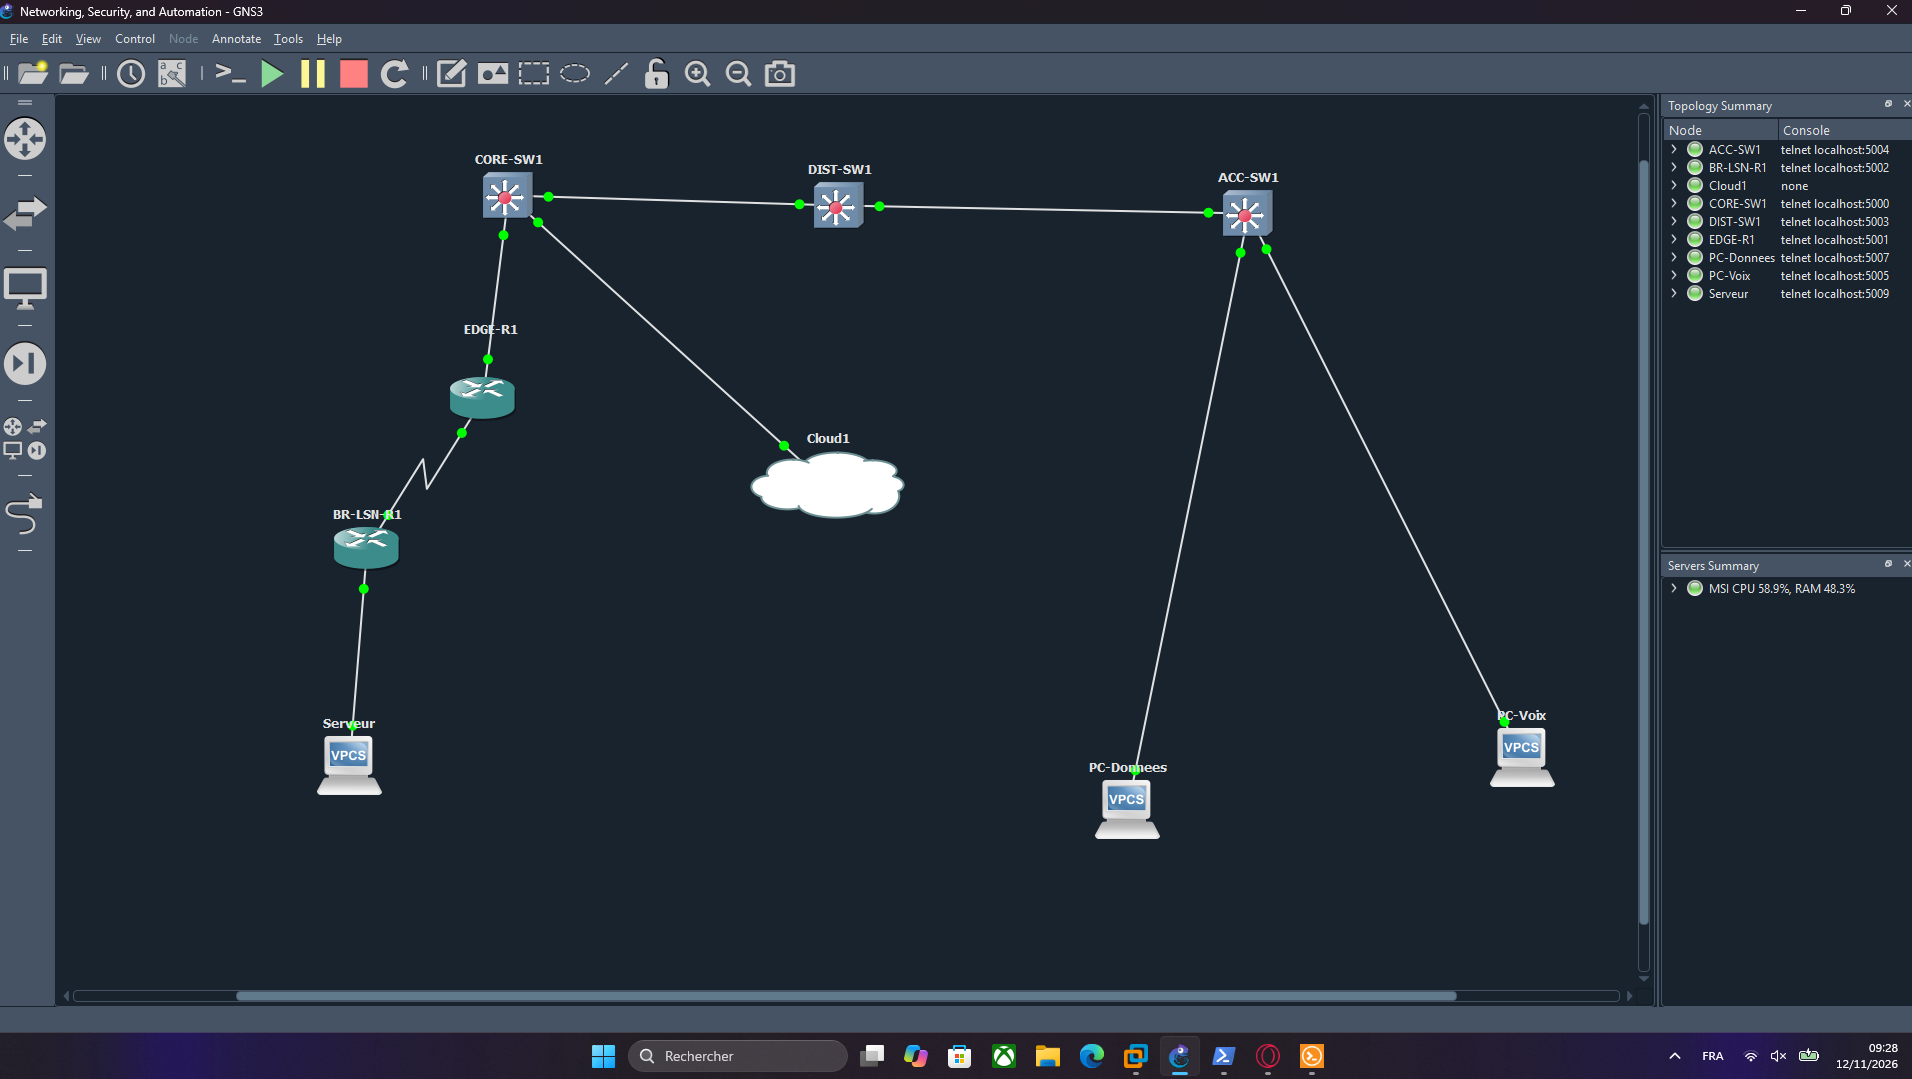 Networking, Security, and Automation - GNS3
File Edit View Control Node Annotate Tools Help
Topology Summary
Node Console
ACC-SW1 telnet localhost:5004
BR-LSN-R1 telnet localhost:5002
Cloud1 none
CORE-SW1 telnet localhost:5000
DIST-SW1 telnet localhost:5003
EDGE-R1 telnet localhost:5001
PC-Donnees telnet localhost:5007
PC-Voix telnet localhost:5005
Serveur telnet localhost:5009
CORE-SW1
DIST-SW1
ACC-SW1
EDGE-R1
Cloud1
BR-LSN-R1
Serveur
VPCS
PC-Donnees
VPCS
PC-Voix
VPCS
Servers Summary
MSI CPU 58.9%, RAM 48.3%
Rechercher
FRA
09:28
12/11/2026